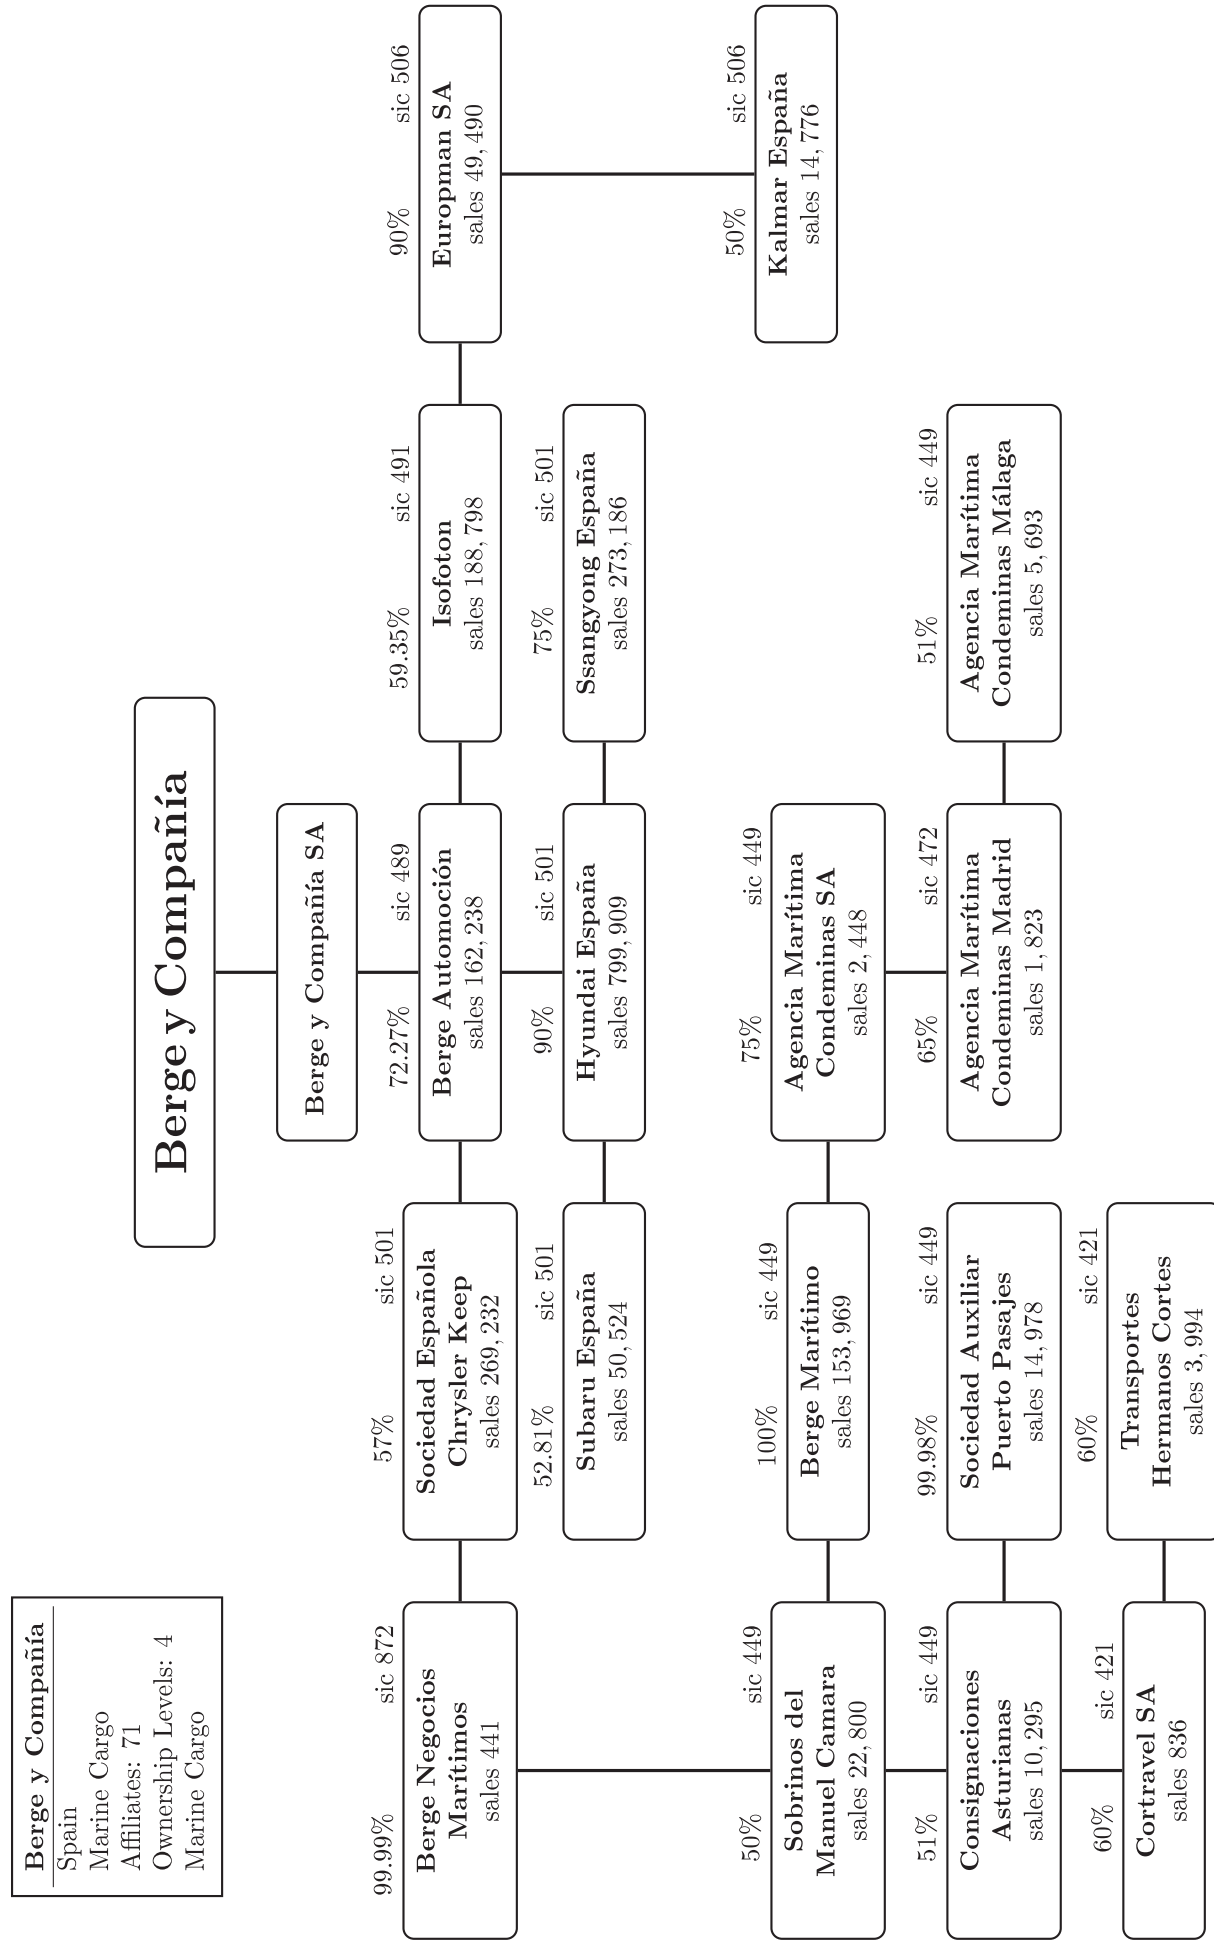 Berge y Compañía
Spain
Marine Cargo
Affiliates: 71
Ownership Levels: 4
Marine Cargo
Berge y Compañía
Berge y Compañía SA
99.99% sic 872
Berge Negocios
Marítimos
sales 441
57% sic 501
Sociedad Española
Chrysler Keep
sales 269, 232
72.27% sic 489
Berge Automoción
sales 162, 238
59.35% sic 491
Isofoton
sales 188, 798
90% sic 506
Europman SA
sales 49, 490
52.81% sic 501
Subaru España
sales 50, 524
90% sic 501
Hyundai España
sales 799, 909
75% sic 501
Ssangyong España
sales 273, 186
50% sic 506
Kalmar España
sales 14, 776
50% sic 449
Sobrinos del
Manuel Camara
sales 22, 800
100% sic 449
Berge Marítimo
sales 153, 969
75% sic 449
Agencia Marítima
Condeminas SA
sales 2, 448
51% sic 449
Consignaciones
Asturianas
sales 10, 295
99.98% sic 449
Sociedad Auxiliar
Puerto Pasajes
sales 14, 978
65% sic 472
Agencia Marítima
Condeminas Madrid
sales 1, 823
51% sic 449
Agencia Marítima
Condeminas Málaga
sales 5, 693
60% sic 421
Cortravel SA
sales 836
60% sic 421
Transportes
Hermanos Cortes
sales 3, 994